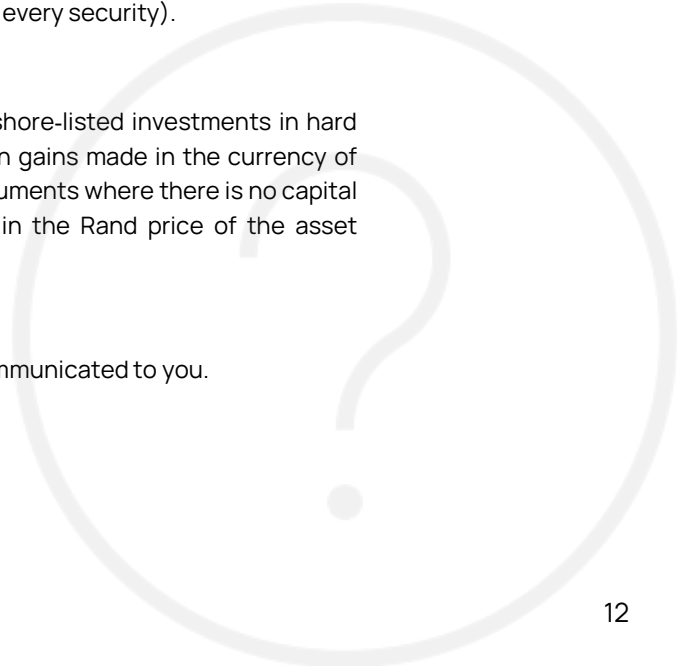 every security).
shore-listed investments in hard
n gains made in the currency of
uments where there is no capital
in the Rand price of the asset
mmunicated to you.
12